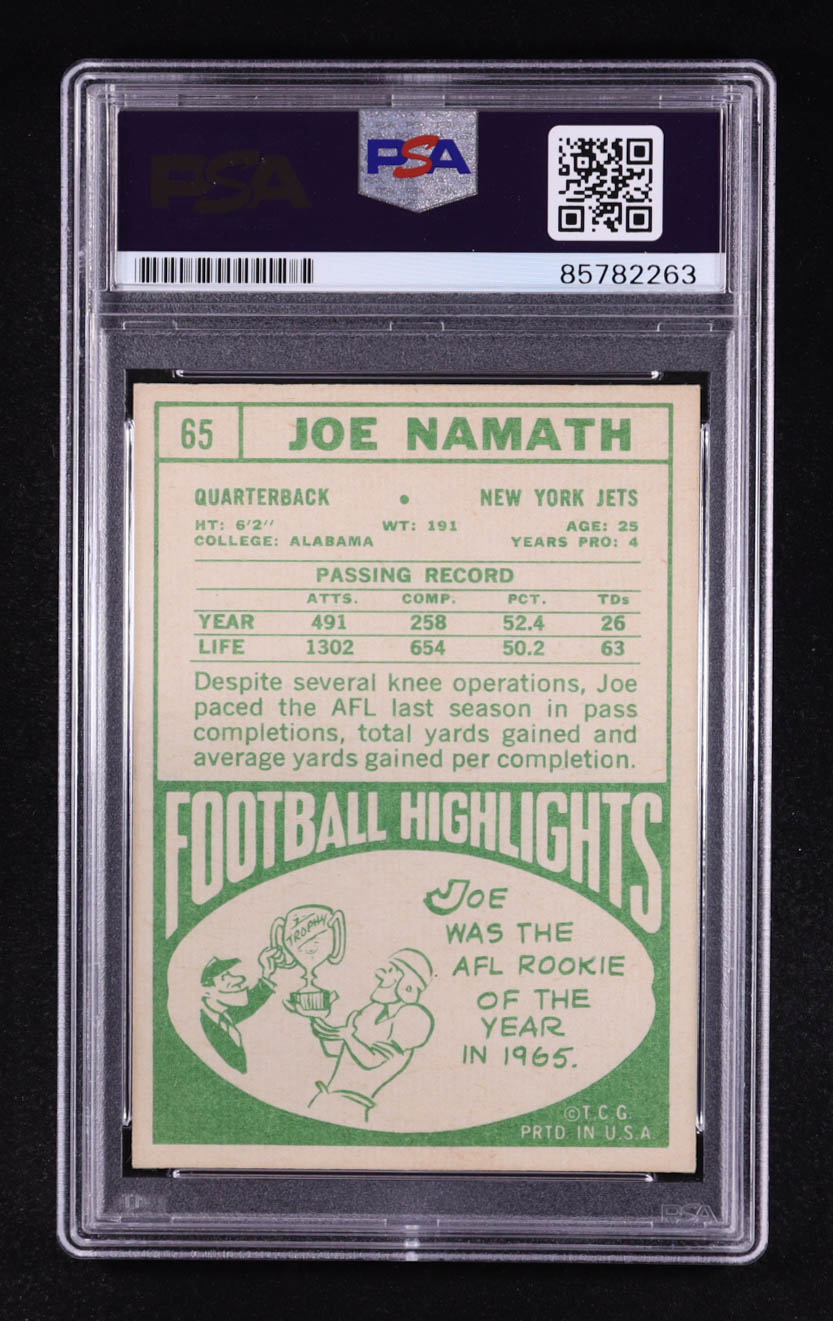 PSA
PSA
85782263
65 JOE NAMATH
QUARTERBACK • NEW YORK JETS
HT: 6'2" WT: 191 AGE: 25
COLLEGE: ALABAMA YEARS PRO: 4
PASSING RECORD
ATTS. COMP. PCT. TDs
YEAR 491 258 52.4 26
LIFE 1302 654 50.2 63
Despite several knee operations, Joe
paced the AFL last season in pass
completions, total yards gained and
average yards gained per completion.
FOOTBALL HIGHLIGHTS
TROPHY
JOE
WAS THE
AFL ROOKIE
OF THE
YEAR
IN 1965.
©T.C.G.
PRTD. IN U.S.A
PSA